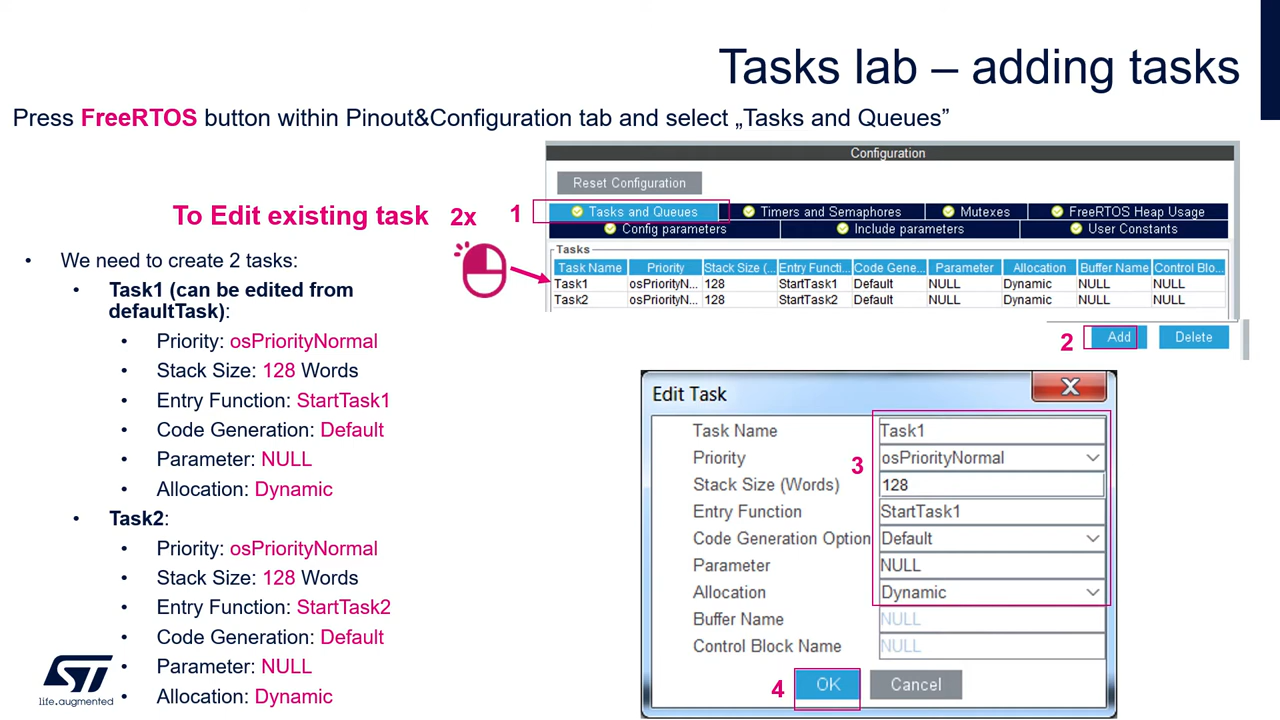 Tasks lab – adding tasks
Press FreeRTOS button within Pinout&Configuration tab and select „Tasks and Queues”
To Edit existing task 2x
• We need to create 2 tasks:
• Task1 (can be edited from
defaultTask):
• Priority: osPriorityNormal
• Stack Size: 128 Words
• Entry Function: StartTask1
• Code Generation: Default
• Parameter: NULL
• Allocation: Dynamic
• Task2:
• Priority: osPriorityNormal
• Stack Size: 128 Words
• Entry Function: StartTask2
• Code Generation: Default
• Parameter: NULL
• Allocation: Dynamic
ST
life.augmented
Configuration
Reset Configuration
1 Tasks and Queues Timers and Semaphores Mutexes FreeRTOS Heap Usage
Config parameters Include parameters User Constants
Tasks
Task Name Priority Stack Size (... Entry Functi... Code Gene... Parameter Allocation Buffer Name Control Blo...
Task1 osPriorityN... 128 StartTask1 Default NULL Dynamic NULL NULL
Task2 osPriorityN... 128 StartTask2 Default NULL Dynamic NULL NULL
2 Add Delete
Edit Task X
Task Name Task1
3
Priority osPriorityNormal
Stack Size (Words) 128
Entry Function StartTask1
Code Generation Option Default
Parameter NULL
Allocation Dynamic
Buffer Name NULL
Control Block Name NULL
4 OK Cancel